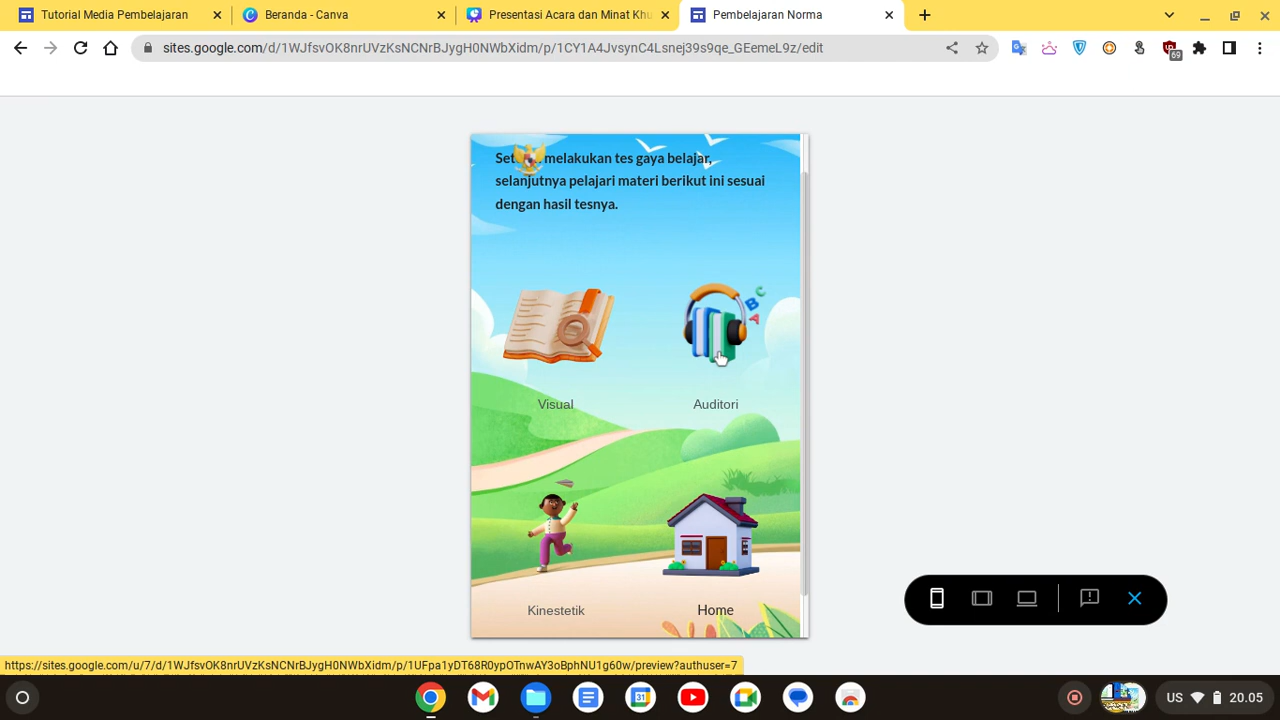 Tutorial Media Pembelajaran
Beranda - Canva
Presentasi Acara dan Minat Khu
Pembelajaran Norma
sites.google.com/d/1WJfsvOK8nrUVzKsNCNrBJygH0NWbXidm/p/1CY1A4JvsynC4Lsnej39s9qe_GEemeL9z/edit
69
melakukan tes gaya belajar,
selanjutnya pelajari materi berikut ini sesuai
dengan hasil tesnya.
B C
A
Visual
Auditori
Kinestetik
Home
https://sites.google.com/u/7/d/1WJfsvOK8nrUVzKsNCNrBJygH0NWbXidm/p/1UFpa1yDT68R0ypOTnwAY3oBphNU1g60w/preview?authuser=7
31
US
20.05